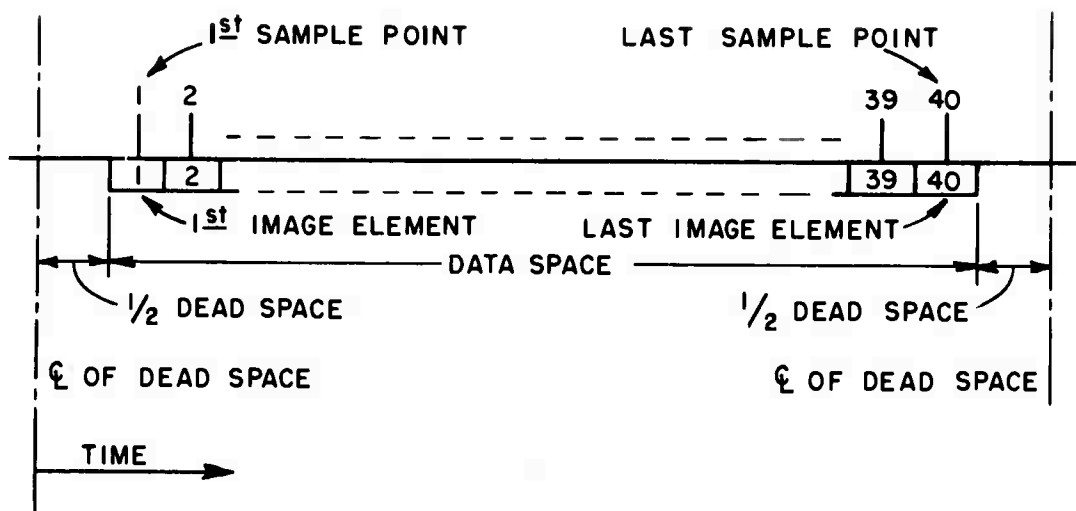 1st SAMPLE POINT
LAST SAMPLE POINT
1 2 39 40
1 2 39 40
1st IMAGE ELEMENT
LAST IMAGE ELEMENT
DATA SPACE
1/2 DEAD SPACE
1/2 DEAD SPACE
℄ OF DEAD SPACE
℄ OF DEAD SPACE
TIME